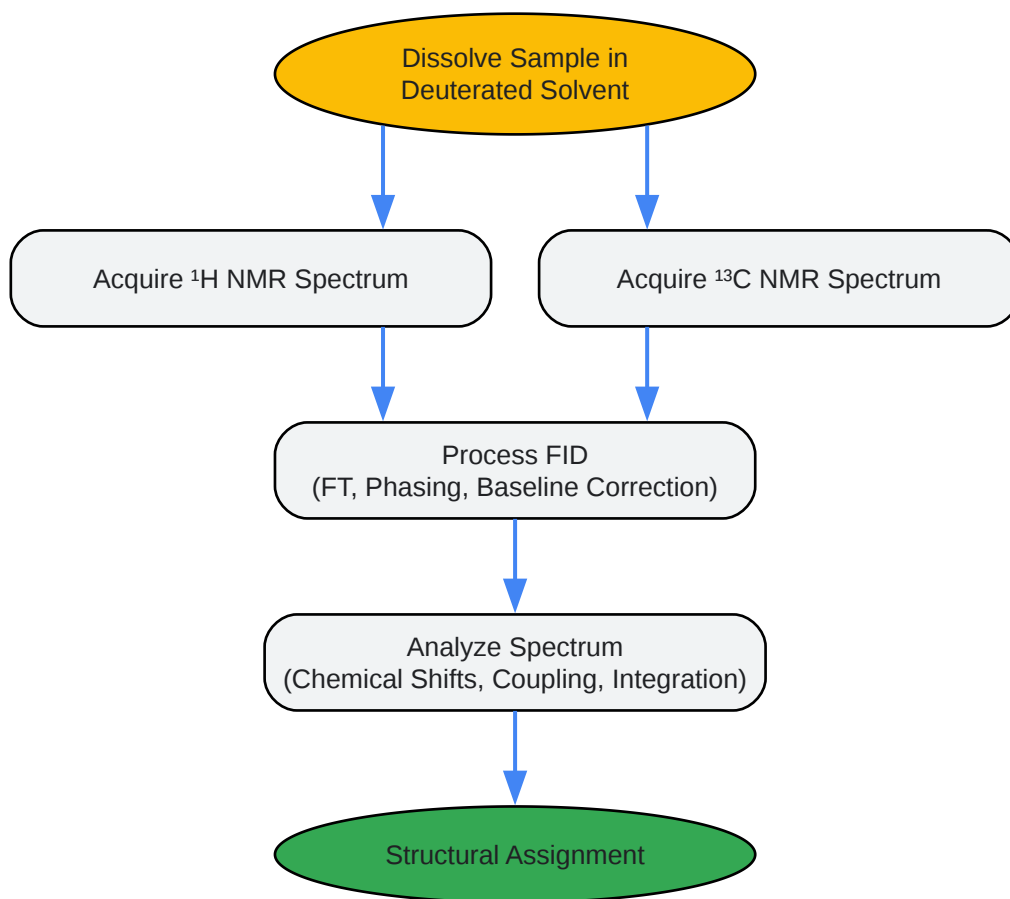 Dissolve Sample in
Deuterated Solvent
Acquire ¹H NMR Spectrum
Acquire ¹³C NMR Spectrum
Process FID
(FT, Phasing, Baseline Correction)
Analyze Spectrum
(Chemical Shifts, Coupling, Integration)
Structural Assignment